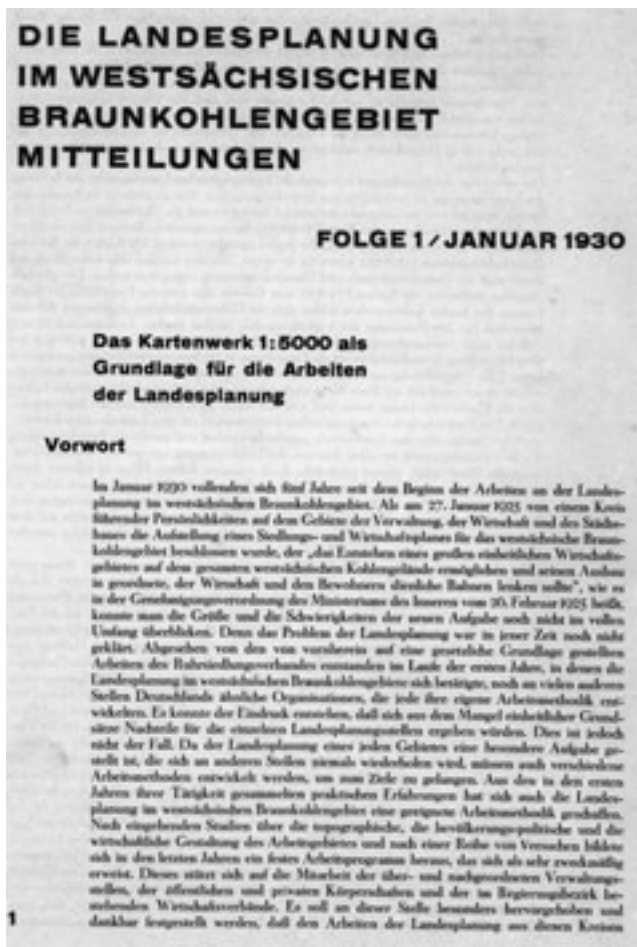 DIE LANDESPLANUNG
IM WESTSÄCHSISCHEN
BRAUNKOHLENGEBIET
MITTEILUNGEN
FOLGE 1 / JANUAR 1930
Das Kartenwerk 1:5000 als
Grundlage für die Arbeiten
der Landesplanung
Vorwort
Im Januar 1930 vollenden sich fünf Jahre seit dem Beginn der Arbeiten an der Landes-
planung im westsächsischen Braunkohlengebiet. Als am 27. Januar 1925 von einem Kreis
führender Persönlichkeiten auf dem Gebiete der Verwaltung, der Wirtschaft und des Städte-
baues die Aufstellung eines Siedlungs- und Wirtschaftsplanes für das westsächsische Braun-
kohlengebiet beschlossen wurde, der „das Entstehen eines großen einheitlichen Wirtschafts-
gebietes auf dem gesamten westsächsischen Kohlengelände ermöglichen und seinen Ausbau
in geordnete, der Wirtschaft und den Bewohnern dienliche Bahnen lenken sollte“, wie es
in der Genehmigungsverordnung des Ministeriums des Inneren vom 26. Februar 1925 heißt,
konnte man die Größe und die Schwierigkeiten der neuen Aufgabe noch nicht im vollen
Umfang überblicken. Denn das Problem der Landesplanung war in jener Zeit noch nicht
geklärt. Abgesehen von den von vornherein auf eine gesetzliche Grundlage gestellten
Arbeiten des Ruhrsiedlungsverbandes entstanden im Laufe der ersten Jahre, in denen die
Landesplanung im westsächsischen Braunkohlengebiete sich betätigte, noch an vielen anderen
Stellen Deutschlands ähnliche Organisationen, die jede ihre eigene Arbeitsmethodik ent-
wickelten. Es konnte der Eindruck entstehen, daß sich aus dem Mangel einheitlicher Grund-
sätze Nachteile für die einzelnen Landesplanungsstellen ergeben würden. Dies ist jedoch
nicht der Fall. Da der Landesplanung eines jeden Gebietes eine besondere Aufgabe ge-
stellt ist, die sich an anderen Stellen niemals wiederholen wird, müssen auch verschiedene
Arbeitsmethoden entwickelt werden, um zum Ziele zu gelangen. Aus den in den ersten
Jahren ihrer Tätigkeit gesammelten praktischen Erfahrungen hat sich auch die Landes-
planung im westsächsischen Braunkohlengebiet eine geeignete Arbeitsmethodik geschaffen.
Nach eingehenden Studien über die topographische, die bevölkerungspolitische und die
wirtschaftliche Gestaltung des Arbeitsgebietes und nach einer Reihe von Versuchen bildete
sich in den letzten Jahren ein festes Arbeitsprogramm heraus, das sich als sehr zweckmäßig
erweist. Dieses stützt sich auf die Mitarbeit der über- und nachgeordneten Verwaltungs-
stellen, der öffentlichen und privaten Körperschaften und der im Regierungsbezirk be-
stehenden Wirtschaftsverbände. Es soll an dieser Stelle besonders hervorgehoben und
dankbar festgestellt werden, daß den Arbeiten der Landesplanung aus diesen Kreisen
1